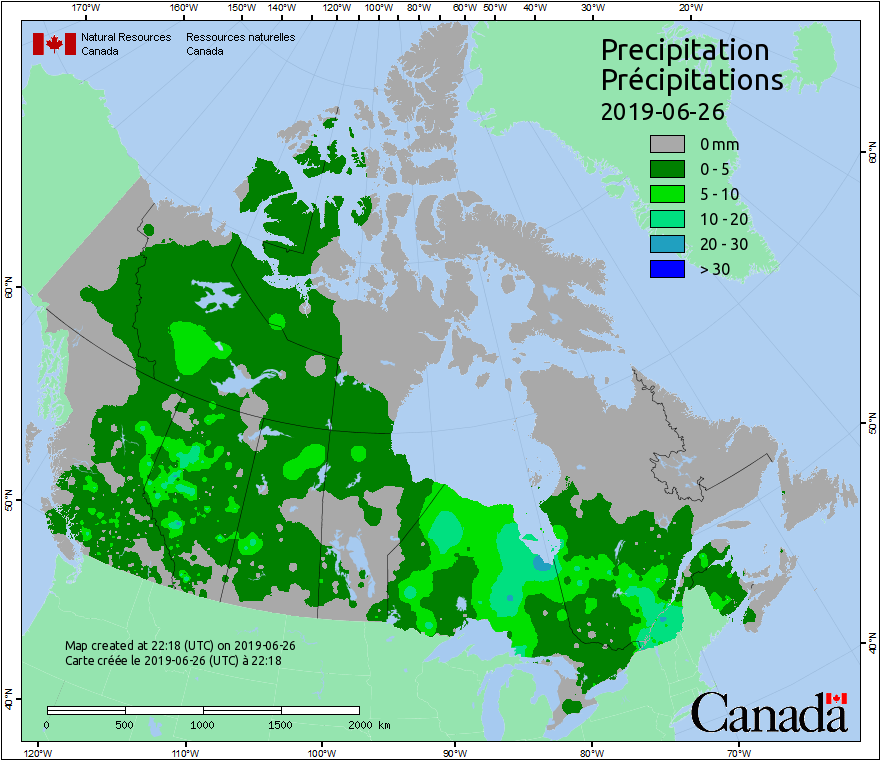 170°W 160°W 150°W 140°W 120°W 100°W 80°W 60°W 50°W 40°W 30°W 20°W
Natural Resources Ressources naturelles
Canada Canada
Precipitation
Précipitations
2019-06-26
0 mm
0 - 5
5 - 10
10 - 20
20 - 30
> 30
60°N
50°N
40°N
60°N
50°N
40°N
Map created at 22:18 (UTC) on 2019-06-26
Carte créée le 2019-06-26 (UTC) à 22:18
0 500 1000 1500 2000 km
Canada
120°W 110°W 100°W 90°W 80°W 70°W